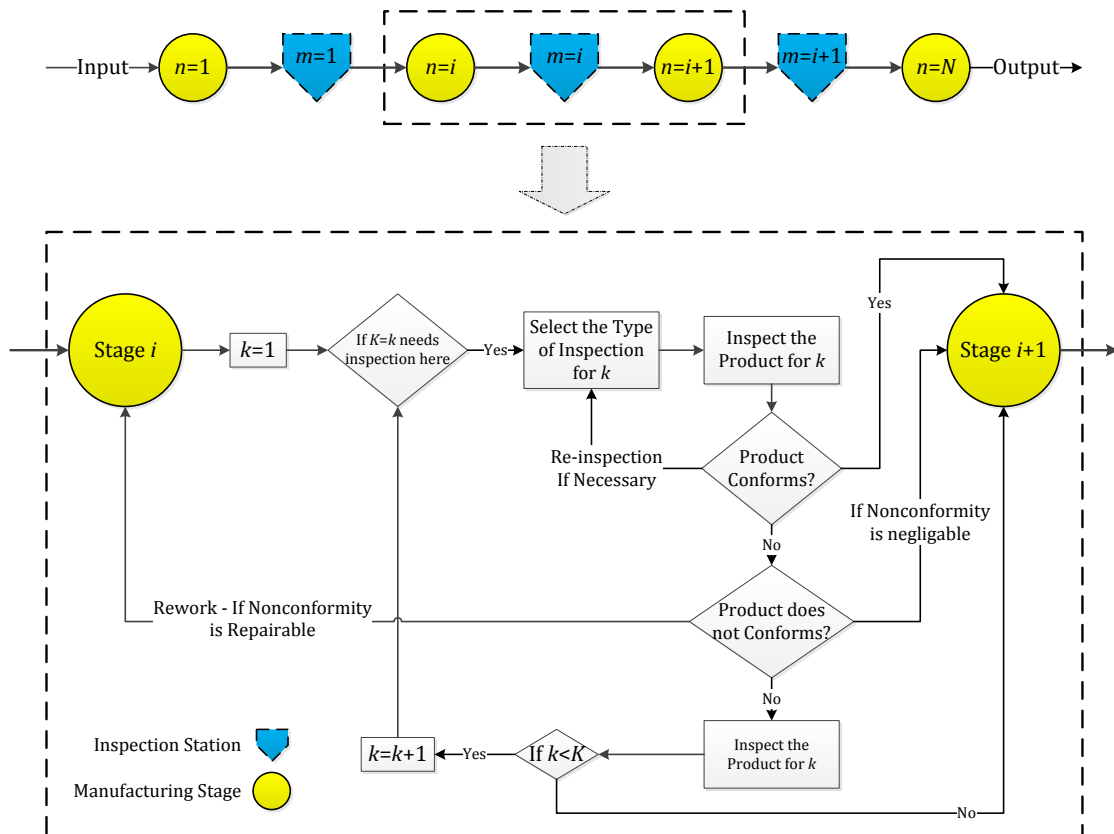 Input
n=1
m=1
n=i
m=i
n=i+1
m=i+1
n=N
Output
Stage i
k=1
If K=k needs
inspection here
Yes
Select the Type
of Inspection
for k
Inspect the
Product for k
Yes
Stage i+1
Re-inspection
If Necessary
Product
Conforms?
If Nonconformity
is negligable
No
Rework - If Nonconformity
is Repairable
Product does
not Conforms?
No
Inspection Station
k=k+1
Yes
If k<K
Inspect the
Product for k
Manufacturing Stage
No